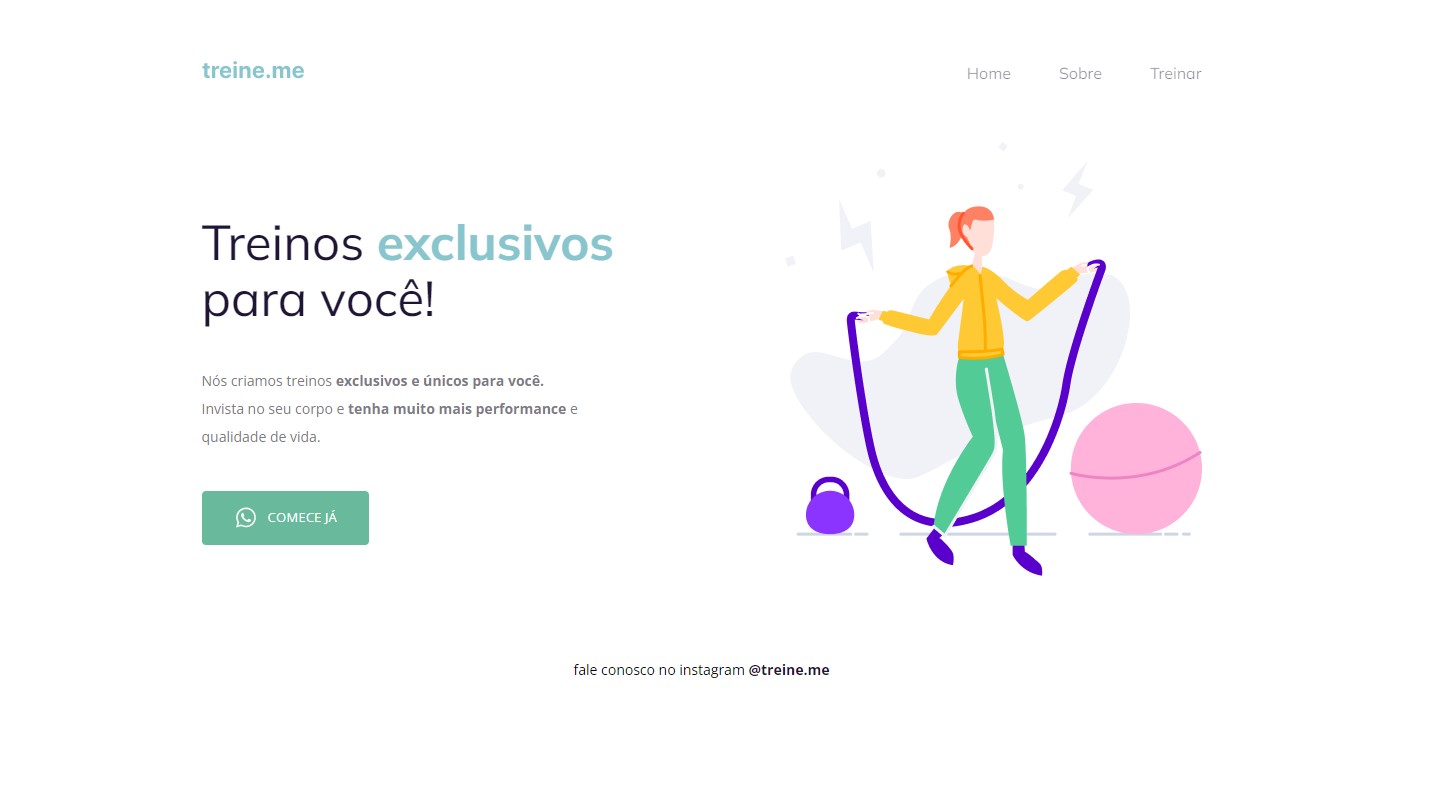 treine.me
Home Sobre Treinar
Treinos exclusivos
para você!
Nós criamos treinos exclusivos e únicos para você.
Invista no seu corpo e tenha muito mais performance e
qualidade de vida.
COMECE JÁ
fale conosco no instagram @treine.me